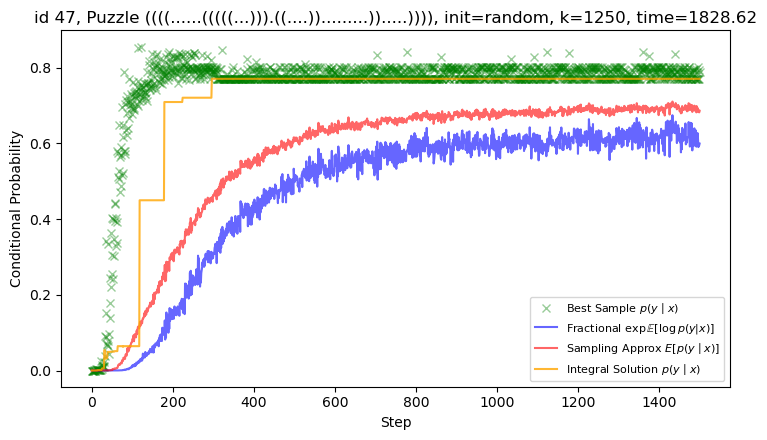 id 47, Puzzle ((((......(((((...))).((....)).........)).....)))), init=random, k=1250, time=1828.62
Conditional Probability
0.8
0.6
0.4
0.2
0.0
Best Sample p(y | x)
Fractional exp𝔼[log p(y|x)]
Sampling Approx E[p(y | x)]
Integral Solution p(y | x)
0 200 400 600 800 1000 1200 1400
Step